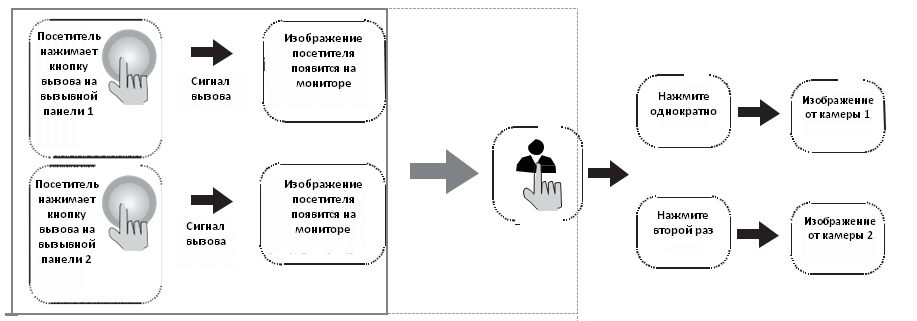 Посетитель
нажимает
кнопку
вызова на
вызывной
панели 1
Сигнал
вызова
Изображение
посетителя
появится на
мониторе
Посетитель
нажимает
кнопку
вызова на
вызывной
панели 2
Сигнал
вызова
Изображение
посетителя
появится на
мониторе
Нажмите
однократно
Изображение
от камеры 1
Нажмите
второй раз
Изображение
от камеры 2